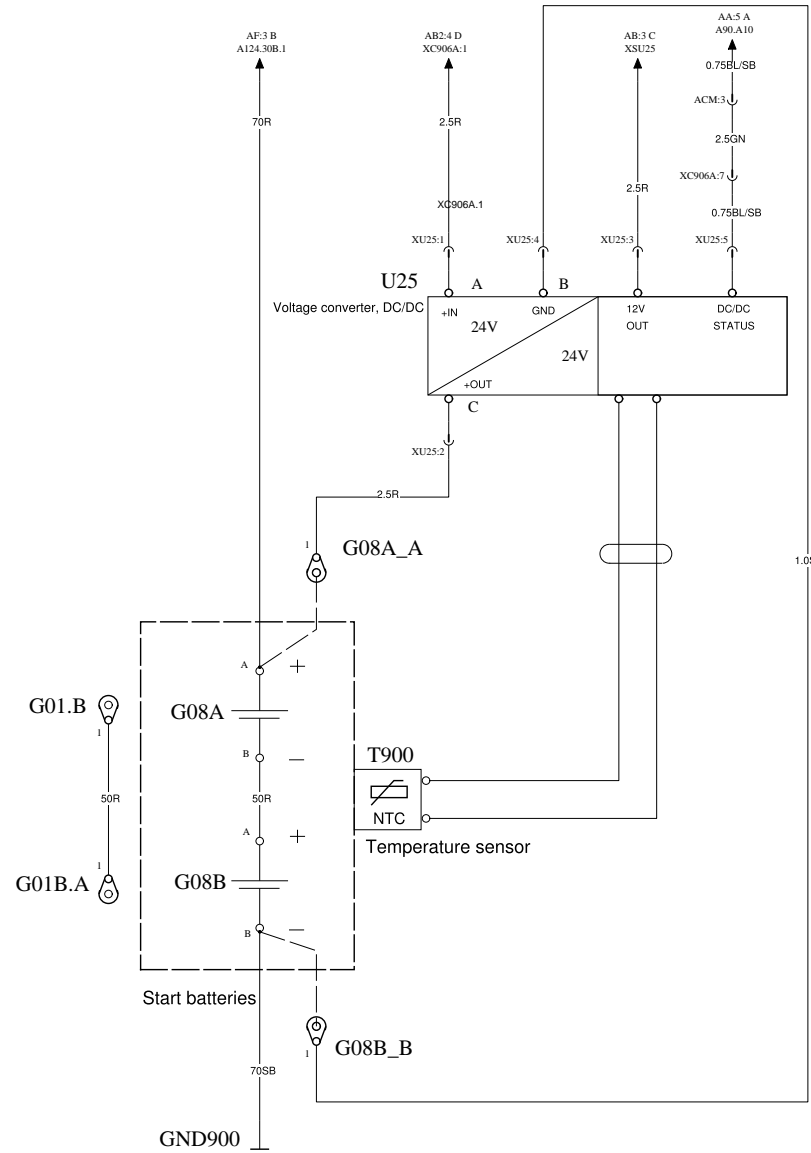 AF:3 B
A124.30B.1
AB2:4 D
XC906A:1
AB:3 C
XSU25
AA:5 A
A90.A10
0.75BL/SB
ACM:3
70R
2.5R
2.5GN
XC906A:7
2.5R
XC906A.1
0.75BL/SB
XU25:1
XU25:4
XU25:3
XU25:5
U25
A
B
Voltage converter, DC/DC
+IN
24V
GND
12V
OUT
DC/DC
STATUS
24V
+OUT
C
XU25:2
2.5R
1
G08A_A
A
+
G01.B
1
G08A
B
–
T900
50R
50R
NTC
A
+
Temperature sensor
1
G01B.A
G08B
B
–
Start batteries
1
G08B_B
70SB
GND900